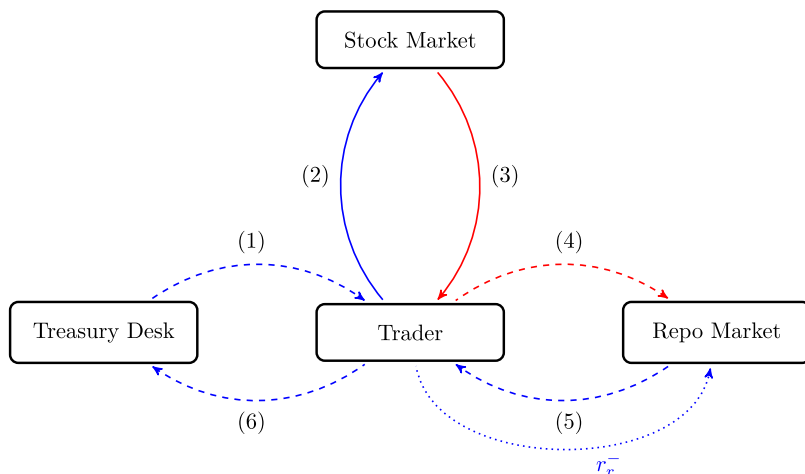 Stock Market
(2)
(3)
(1)
(4)
Treasury Desk
Trader
Repo Market
(6)
(5)
r_r^-